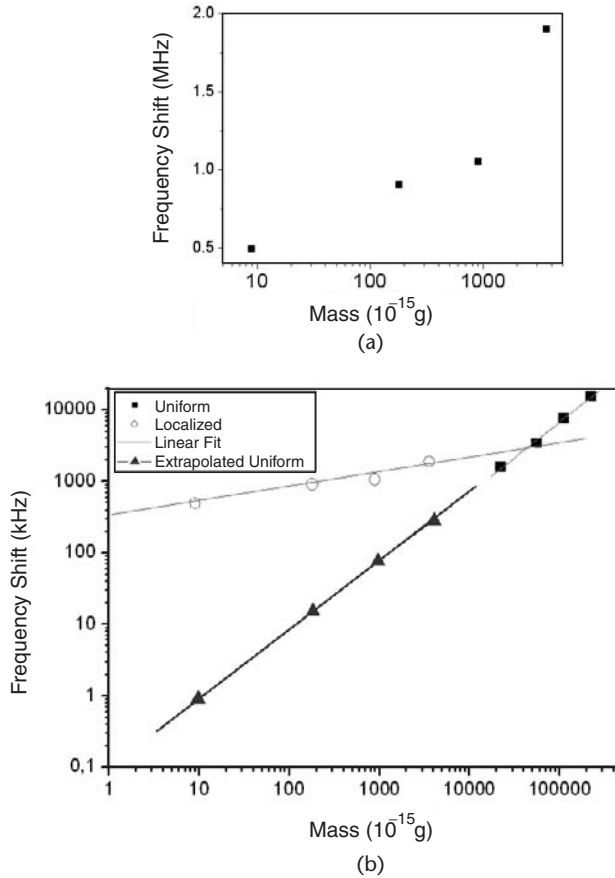 2.0
1.5
1.0
0.5
Frequency Shift (MHz)
10 100 1000
Mass (10⁻¹⁵g)
(a)
Uniform
Localized
Linear Fit
Extrapolated Uniform
10000
1000
100
10
1
0,1
Frequency Shift (kHz)
1 10 100 1000 10000 100000
Mass (10⁻¹⁵g)
(b)